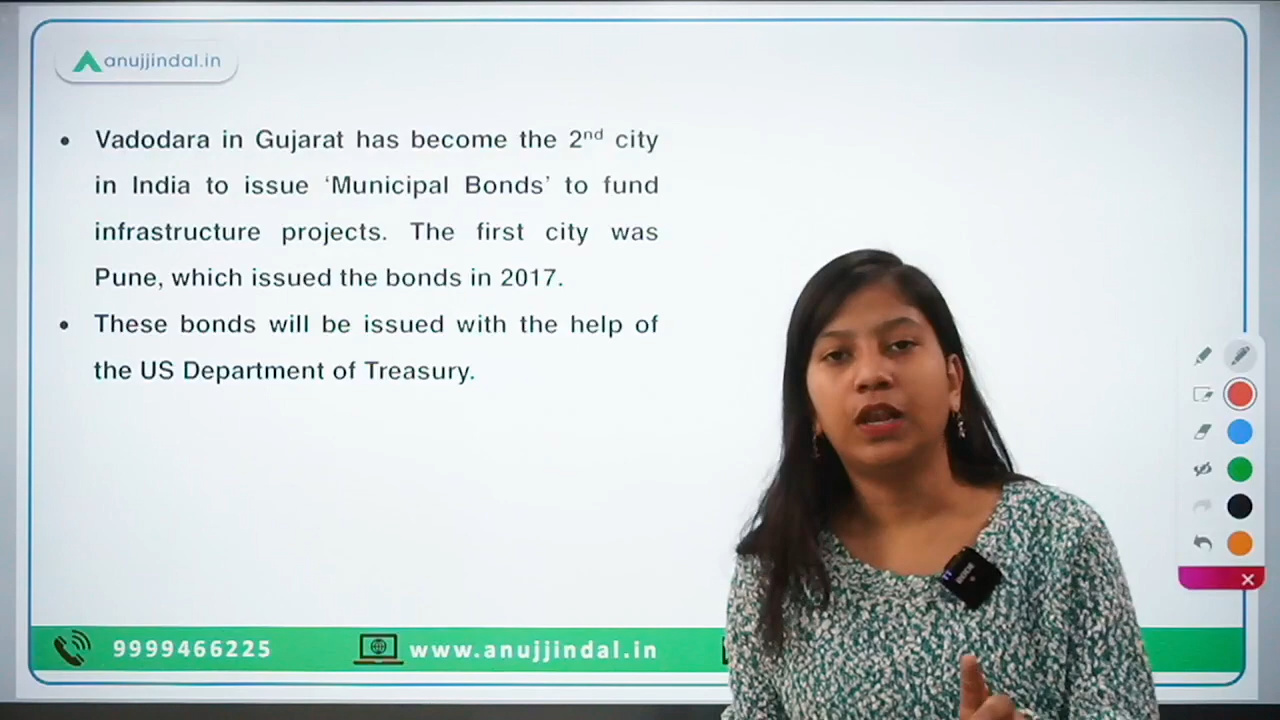 anujjindal.in
• Vadodara in Gujarat has become the 2nd city
in India to issue ‘Municipal Bonds’ to fund
infrastructure projects. The first city was
Pune, which issued the bonds in 2017.
• These bonds will be issued with the help of
the US Department of Treasury.
9999466225 www.anujjindal.in